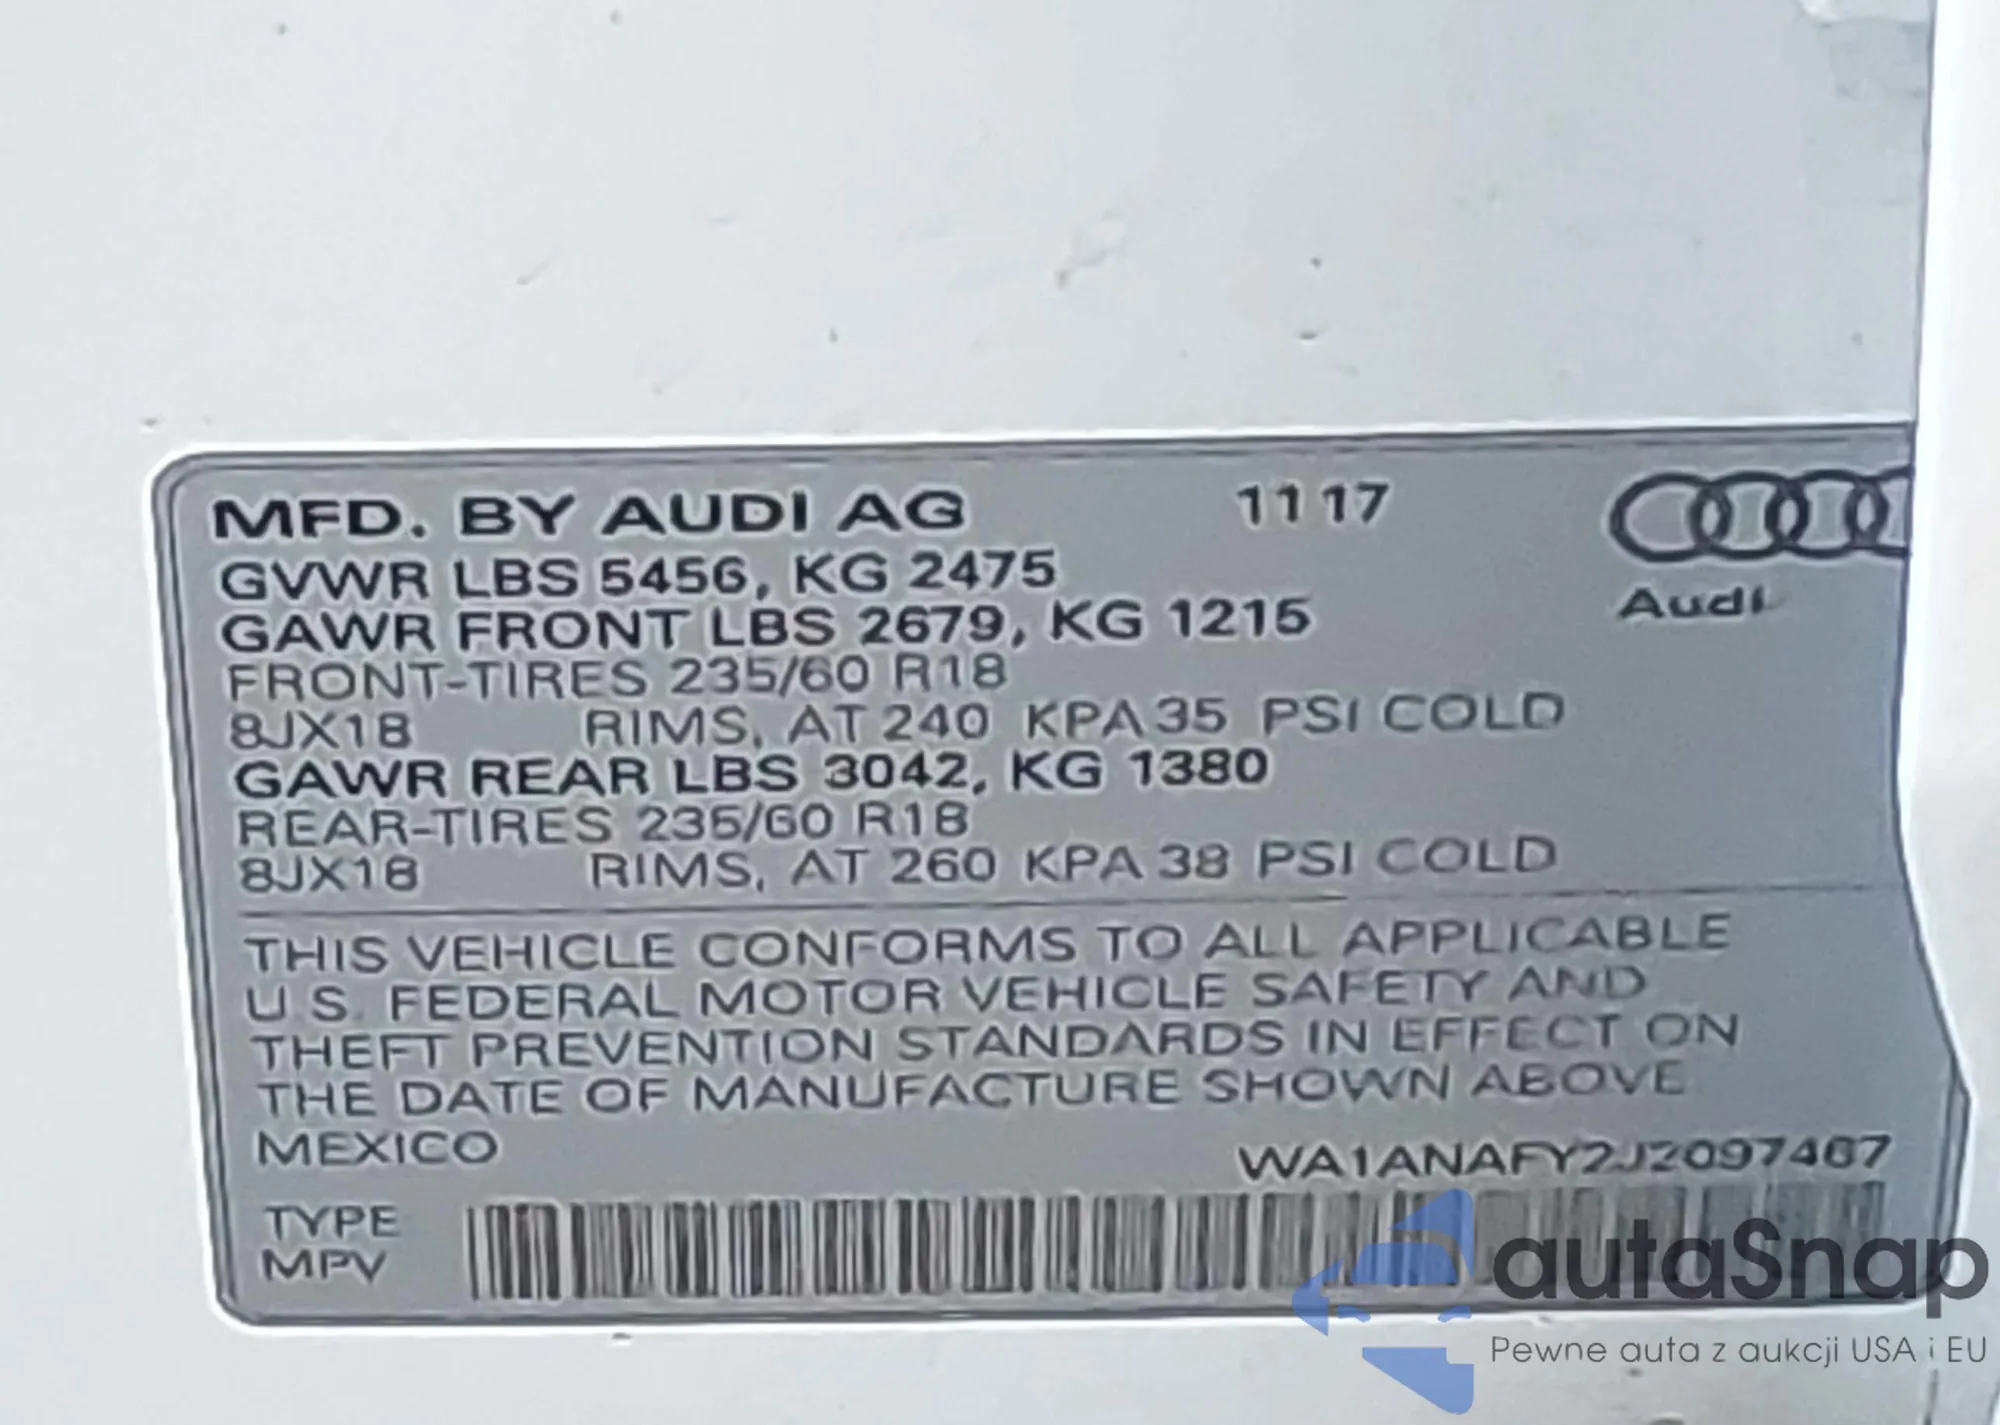 MFD. BY AUDI AG 11 17
Audi
GVWR LBS 5456, KG 2475
GAWR FRONT LBS 2679, KG 1215
FRONT-TIRES 235/60 R18
8JX18 RIMS, AT 240 KPA 35 PSI COLD
GAWR REAR LBS 3042, KG 1380
REAR-TIRES 235/60 R18
8JX18 RIMS, AT 260 KPA 38 PSI COLD
THIS VEHICLE CONFORMS TO ALL APPLICABLE
U.S. FEDERAL MOTOR VEHICLE SAFETY AND
THEFT PREVENTION STANDARDS IN EFFECT ON
THE DATE OF MANUFACTURE SHOWN ABOVE
MEXICO WA1ANAFY2J2097467
TYPE
MPV
autaSnap
Pewne auta z aukcji USA i EU